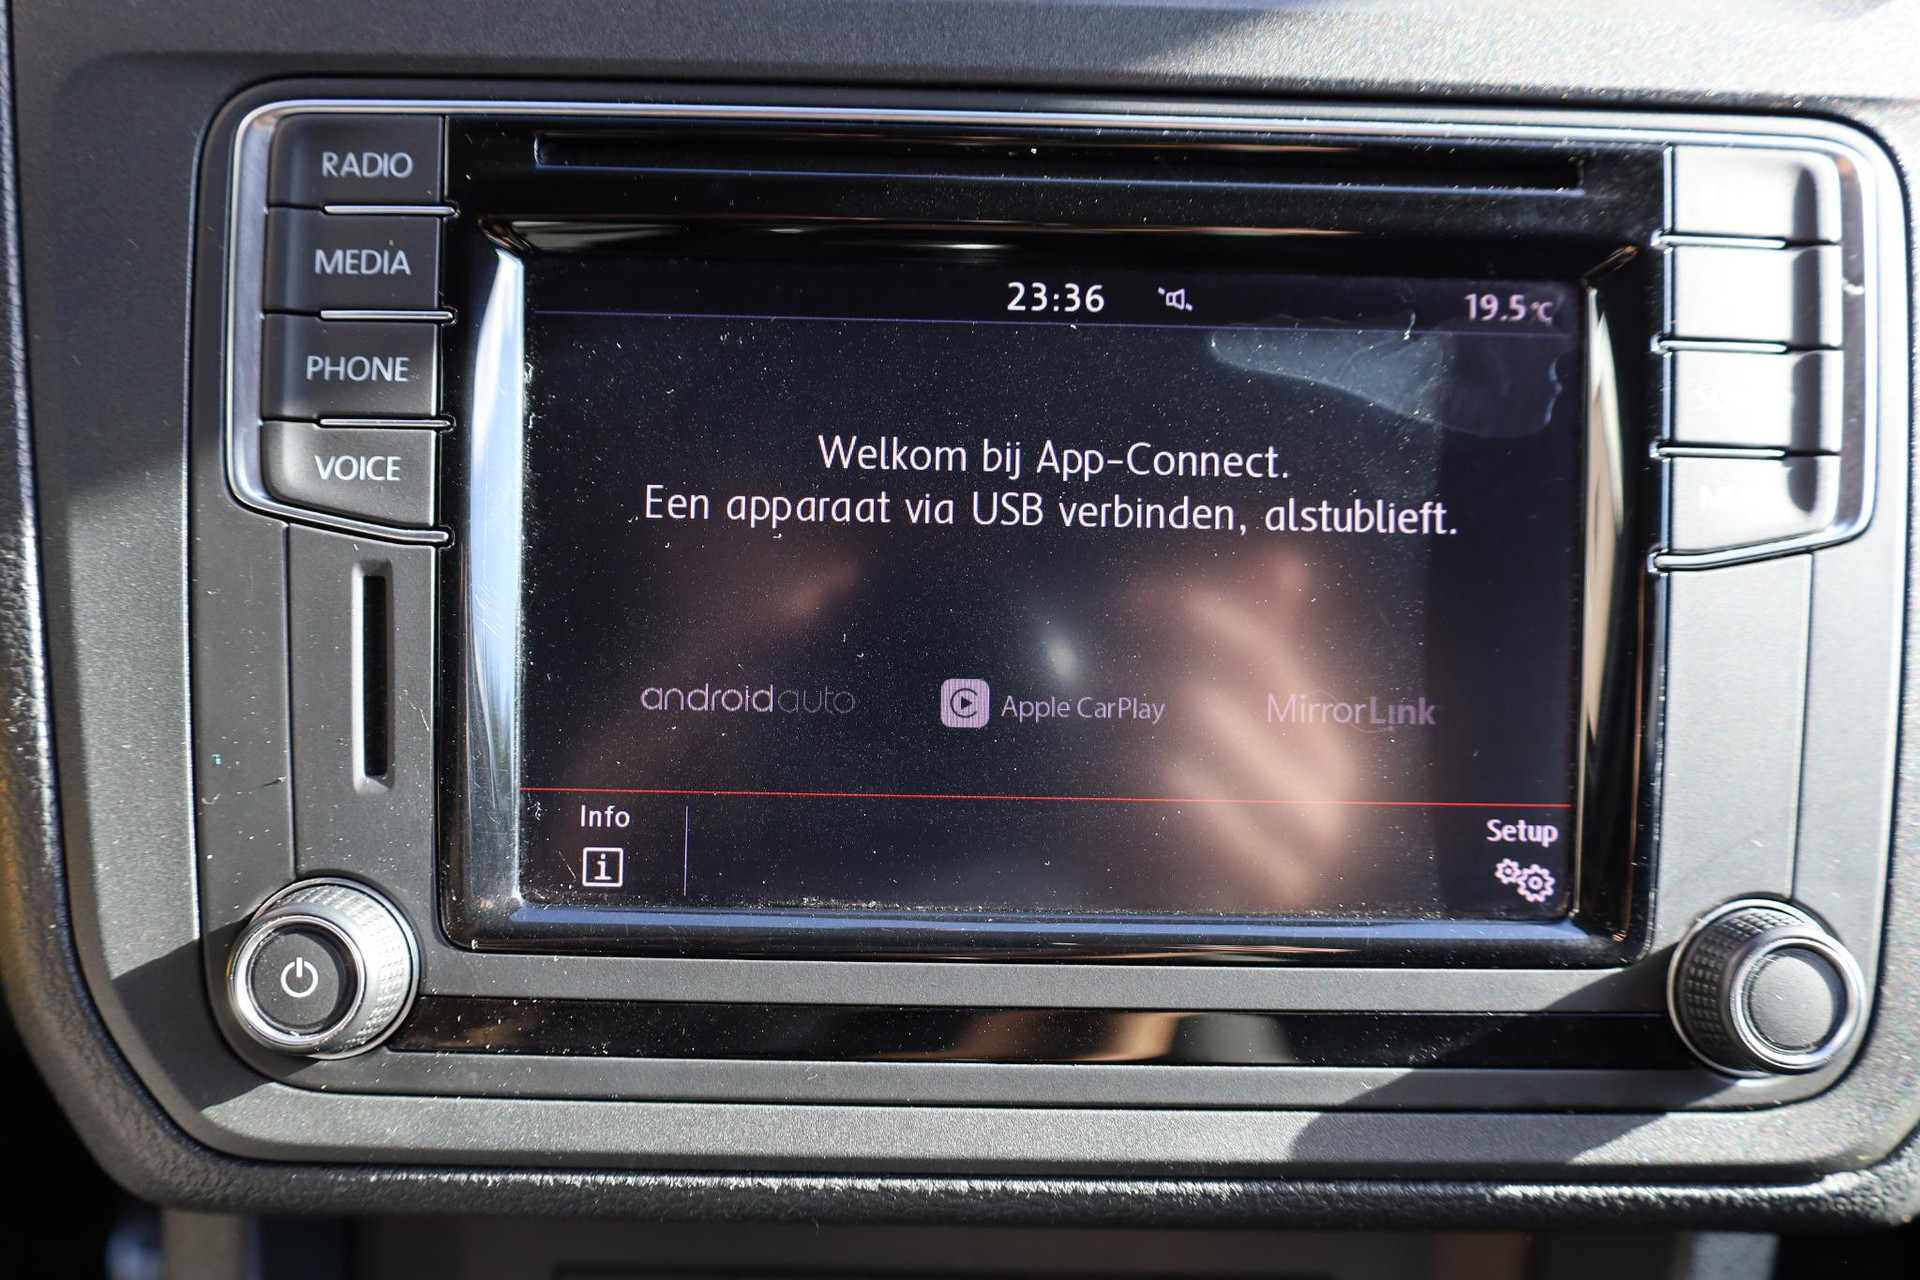 RADIO
MEDIA
PHONE
VOICE
23:36
19.5°C
Welkom bij App-Connect.
Een apparaat via USB verbinden, alstublieft.
androidauto
Apple CarPlay
MirrorLink
Info
i
Setup